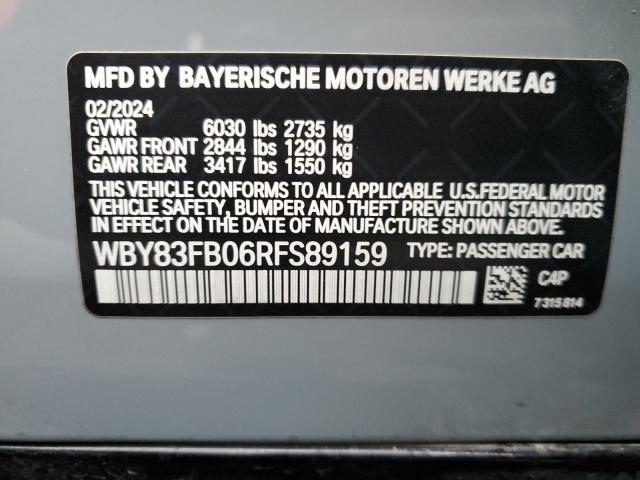 MFD BY BAYERISCHE MOTOREN WERKE AG
02/2024
GVWR 6030 lbs 2735 kg
GAWR FRONT 2844 lbs 1290 kg
GAWR REAR 3417 lbs 1550 kg
THIS VEHICLE CONFORMS TO ALL APPLICABLE U.S.FEDERAL MOTOR
VEHICLE SAFETY, BUMPER AND THEFT PREVENTION STANDARDS
IN EFFECT ON THE DATE OF MANUFACTURE SHOWN ABOVE.
WBY83FB06RFS89159 TYPE: PASSENGER CAR
C4P
7315814